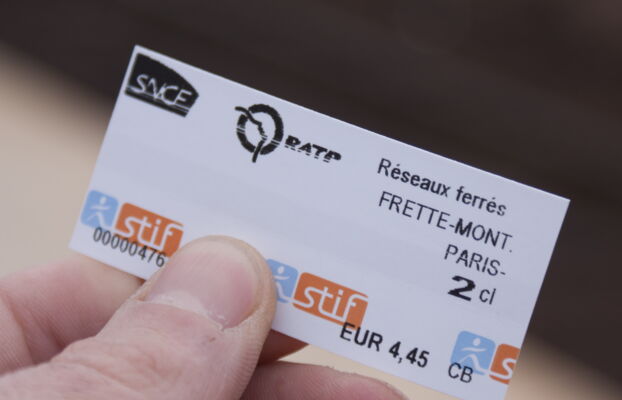 SNCF
RATP
Réseaux ferrés
FRETTE-MONT.
PARIS-
2 cl
stif
00000476
stif
EUR 4,45
CB